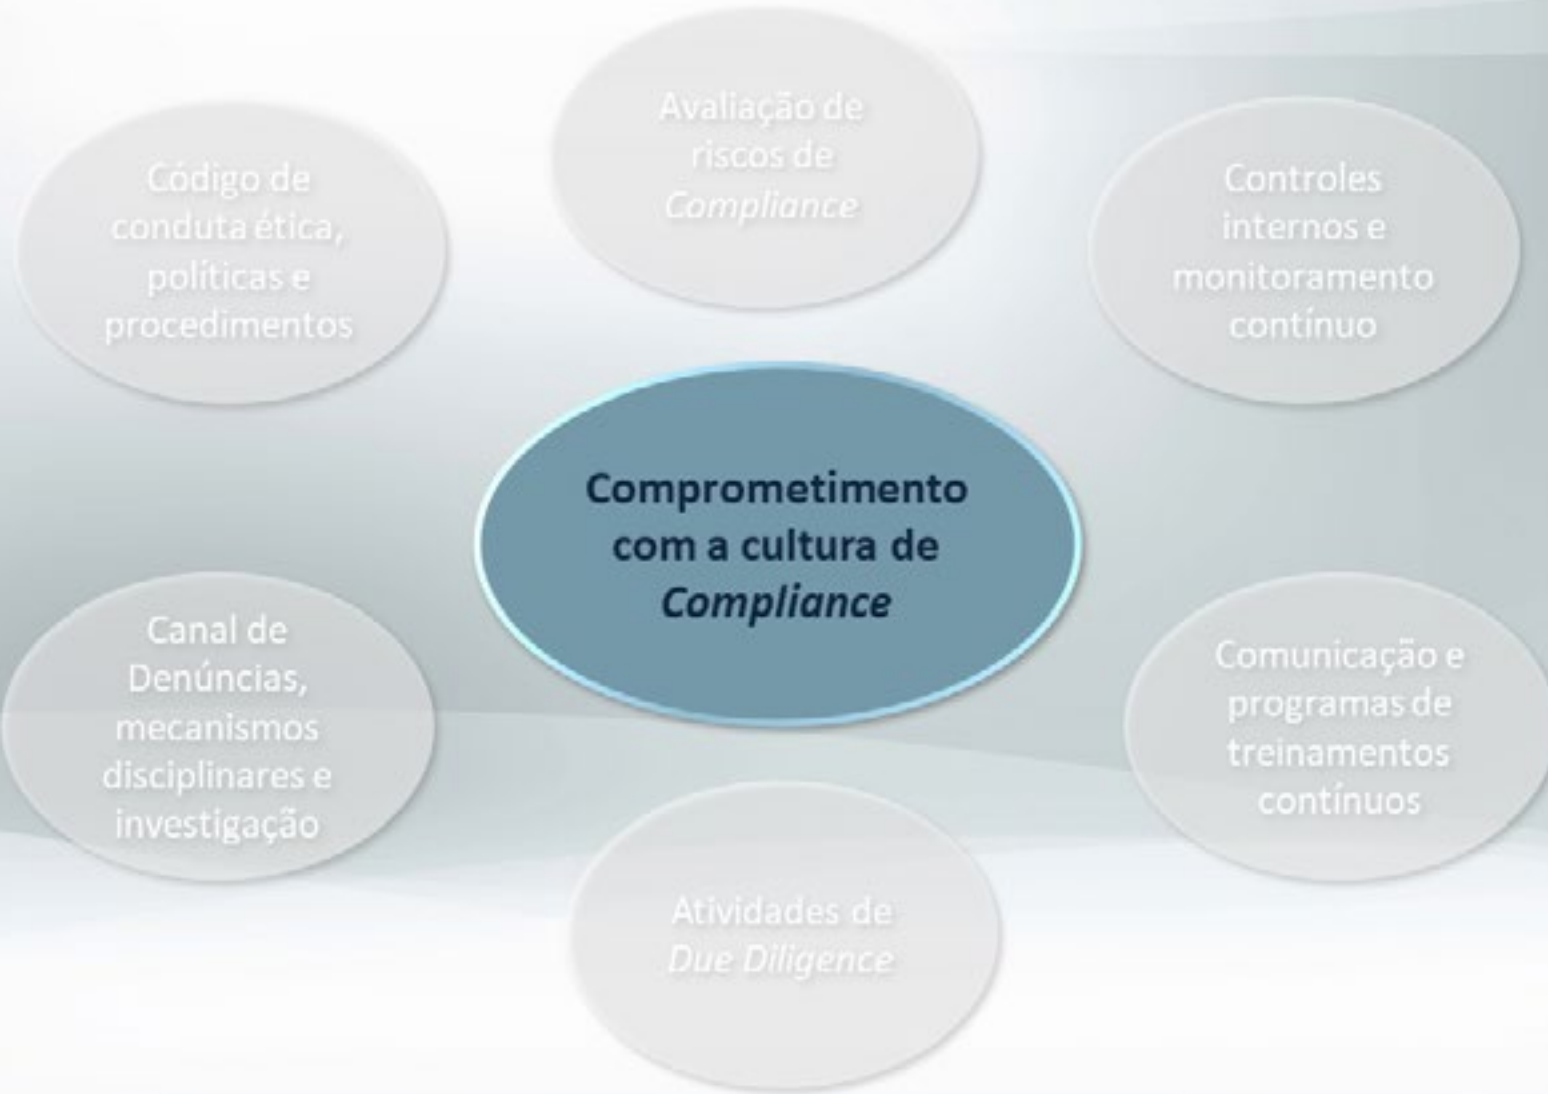 Avaliação de
riscos de
Compliance
Código de
conduta ética,
políticas e
procedimentos
Controles
internos e
monitoramento
contínuo
Comprometimento
com a cultura de
Compliance
Canal de
Denúncias,
mecanismos
disciplinares e
investigação
Comunicação e
programas de
treinamentos
contínuos
Atividades de
Due Diligence